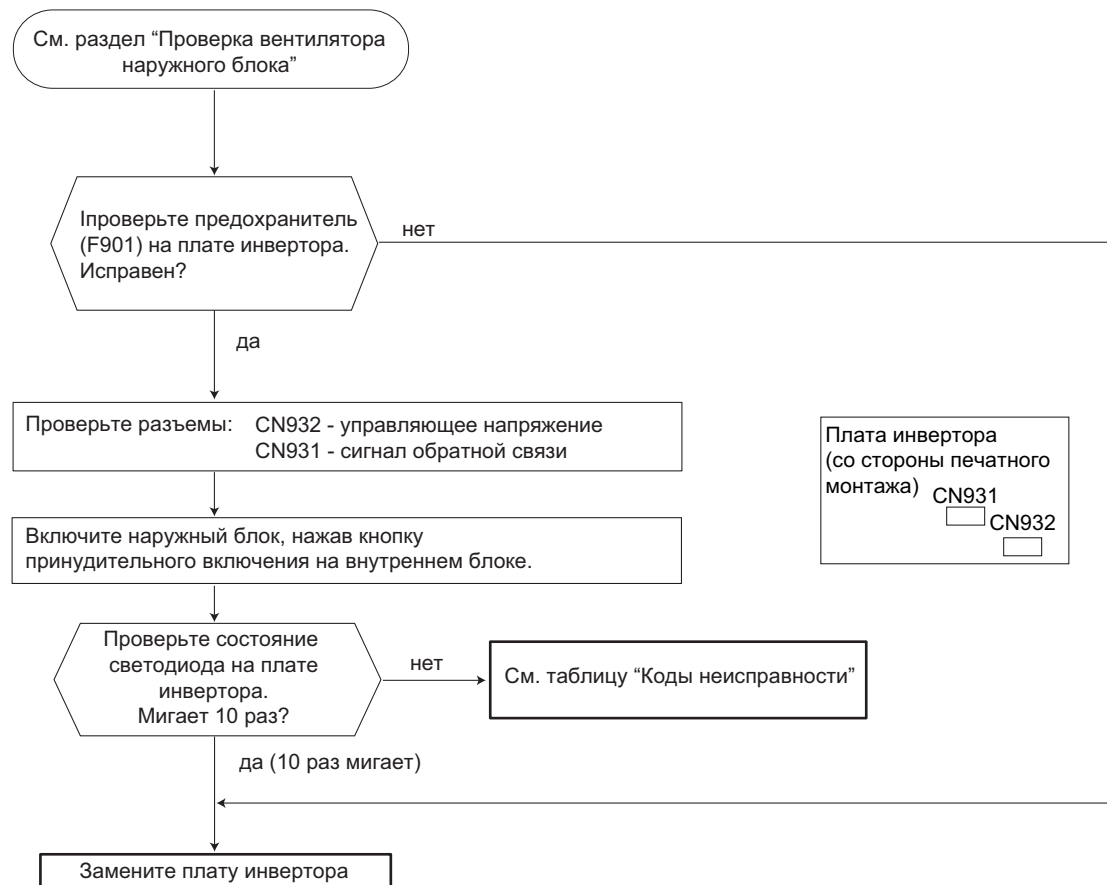 См. раздел “Проверка вентилятора
наружного блока”
Iпроверьте предохранитель
(F901) на плате инвертора.
Исправен?
нет
да
Проверьте разъемы: CN932 - управляющее напряжение
CN931 - сигнал обратной связи
Плата инвертора
(со стороны печатного
монтажа)
CN931
CN932
Включите наружный блок, нажав кнопку
принудительного включения на внутреннем блоке.
Проверьте состояние
светодиода на плате
инвертора.
Мигает 10 раз?
нет
См. таблицу “Коды неисправности”
да (10 раз мигает)
Замените плату инвертора